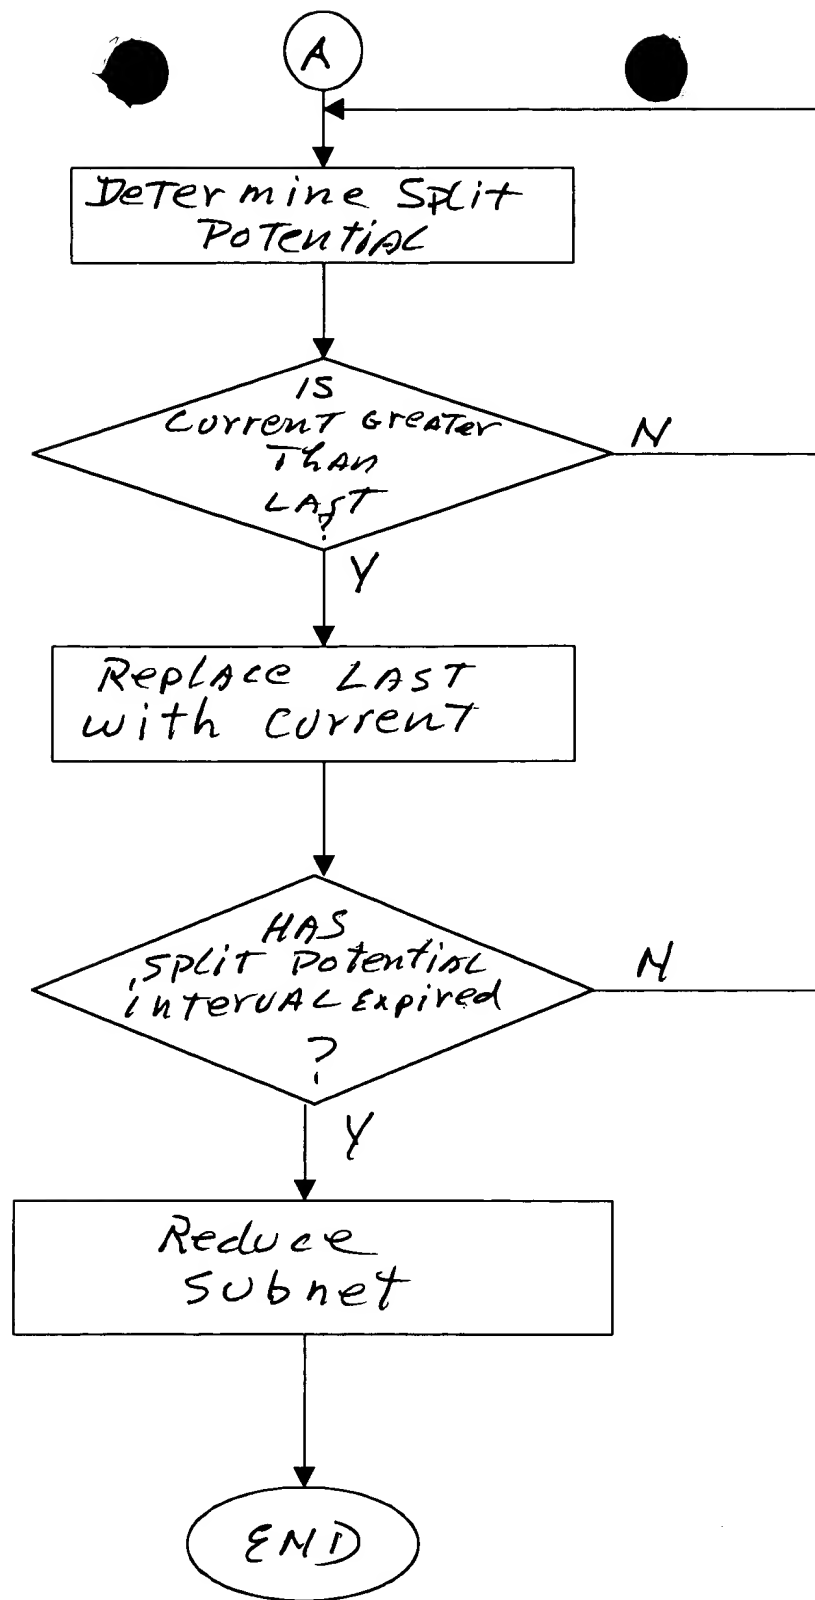 A
Determine Split
Potential
IS
Current Greater
Than
Last
?
N
Y
Replace Last
with Current
HAS
Split Potential
interval Expired
?
N
Y
Reduce
Subnet
END